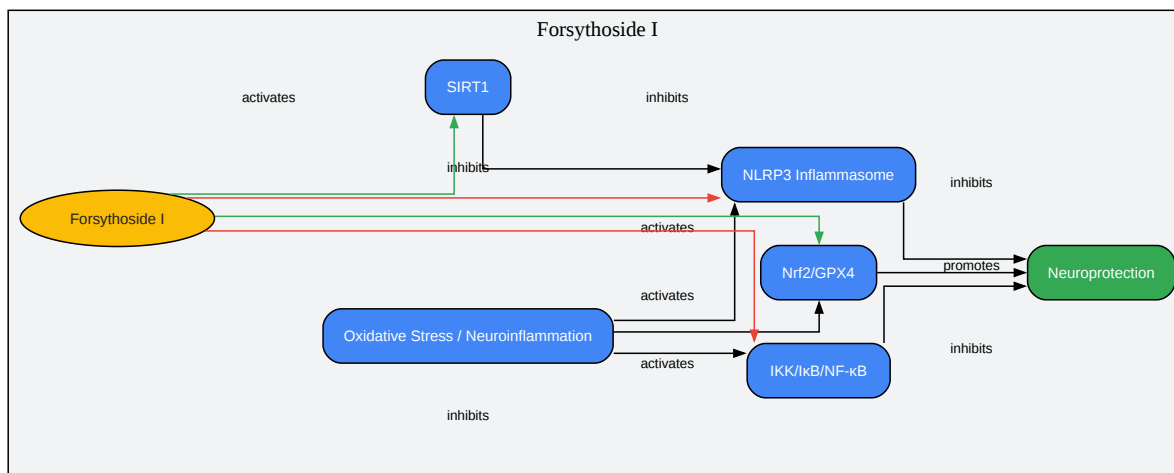 Forsythoside I
SIRT1
activates
inhibits
inhibits
NLRP3 Inflammasome
inhibits
Forsythoside I
activates
Nrf2/GPX4
promotes
Neuroprotection
activates
Oxidative Stress / Neuroinflammation
inhibits
activates
IKK/IκB/NF-κB
inhibits